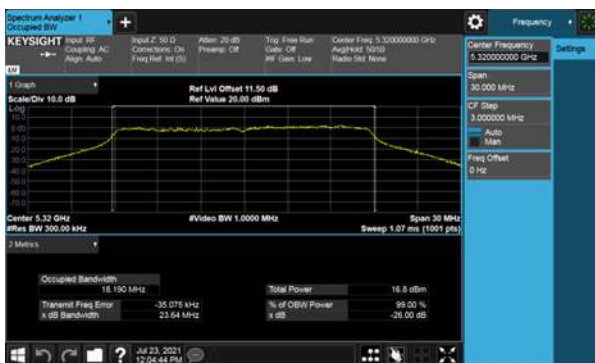 Spectrum Analyzer 1
Occupied BW
Frequency
KEYSIGHT
Input: RF
Coupling: AC
Align: Auto
Input Z: 50 Ω
Corrections: On
Freq Ref: Int (S)
Atten: 20 dB
Preamp: Off
Trig: Free Run
Gate: Off
#IF Gain: Low
Center Freq: 5.320000000 GHz
Avg|Hold: 50/50
Radio Std: None
Center Frequency
5.320000000 GHz
Settings
Span
30.000 MHz
CF Step
3.000000 MHz
Auto
Man
Freq Offset
0 Hz
1 Graph
Scale/Div 10.0 dB
Ref Lvl Offset 11.50 dB
Ref Value 20.00 dBm
Log
10.0
0.00
Center 5.32 GHz
#Res BW 300.00 kHz
#Video BW 1.0000 MHz
Span 30 MHz
Sweep 1.07 ms (1001 pts)
2 Metrics
Occupied Bandwidth
18.190 MHz
Total Power 16.8 dBm
Transmit Freq Error -35.075 kHz
% of OBW Power 99.00 %
x dB Bandwidth 23.64 MHz
x dB -26.00 dB
?
Jul 23, 2021
12:04:44 PM